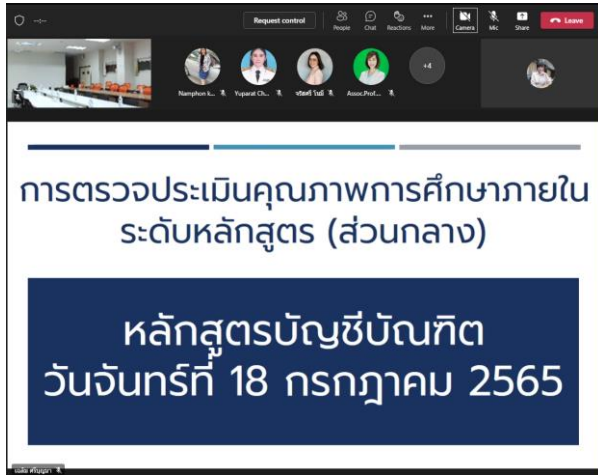 Request control
People
Chat
Reactions
More
Camera
Mic
Share
Leave
Namphon k...
Yuparat Ch...
Assoc.Prof...
+4
การตรวจประเมินคุณภาพการศึกษาภายใน
ระดับหลักสูตร (ส่วนกลาง)
หลักสูตรบัญชีบัณฑิต
วันจันทร์ที่ 18 กรกฎาคม 2565